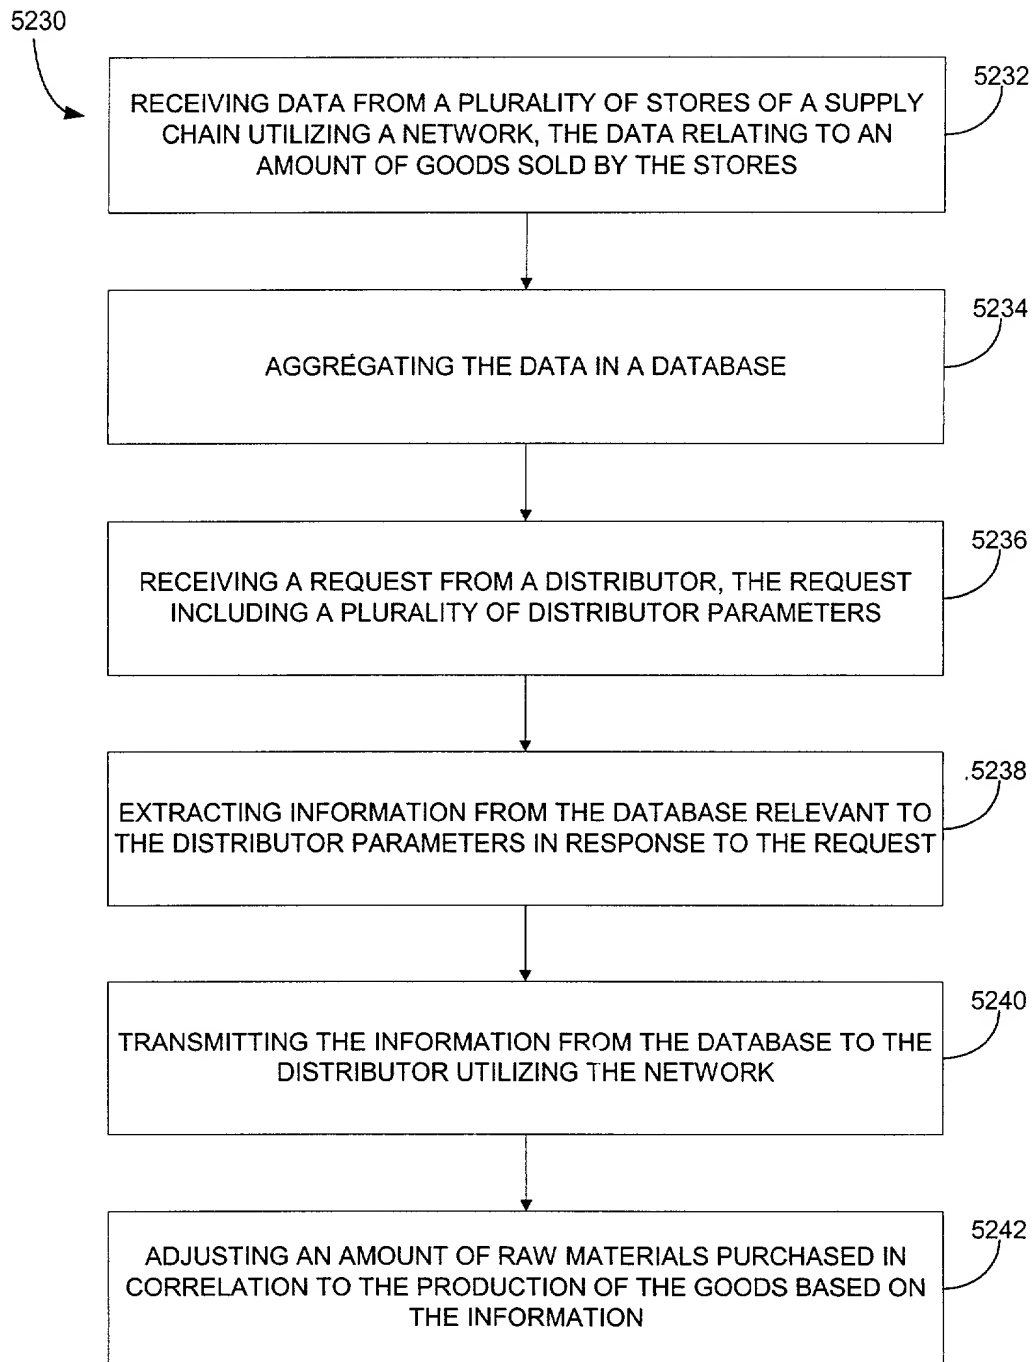 5230
5232
RECEIVING DATA FROM A PLURALITY OF STORES OF A SUPPLY
CHAIN UTILIZING A NETWORK, THE DATA RELATING TO AN
AMOUNT OF GOODS SOLD BY THE STORES
5234
AGGREGATING THE DATA IN A DATABASE
5236
RECEIVING A REQUEST FROM A DISTRIBUTOR, THE REQUEST
INCLUDING A PLURALITY OF DISTRIBUTOR PARAMETERS
5238
EXTRACTING INFORMATION FROM THE DATABASE RELEVANT TO
THE DISTRIBUTOR PARAMETERS IN RESPONSE TO THE REQUEST
5240
TRANSMITTING THE INFORMATION FROM THE DATABASE TO THE
DISTRIBUTOR UTILIZING THE NETWORK
5242
ADJUSTING AN AMOUNT OF RAW MATERIALS PURCHASED IN
CORRELATION TO THE PRODUCTION OF THE GOODS BASED ON
THE INFORMATION